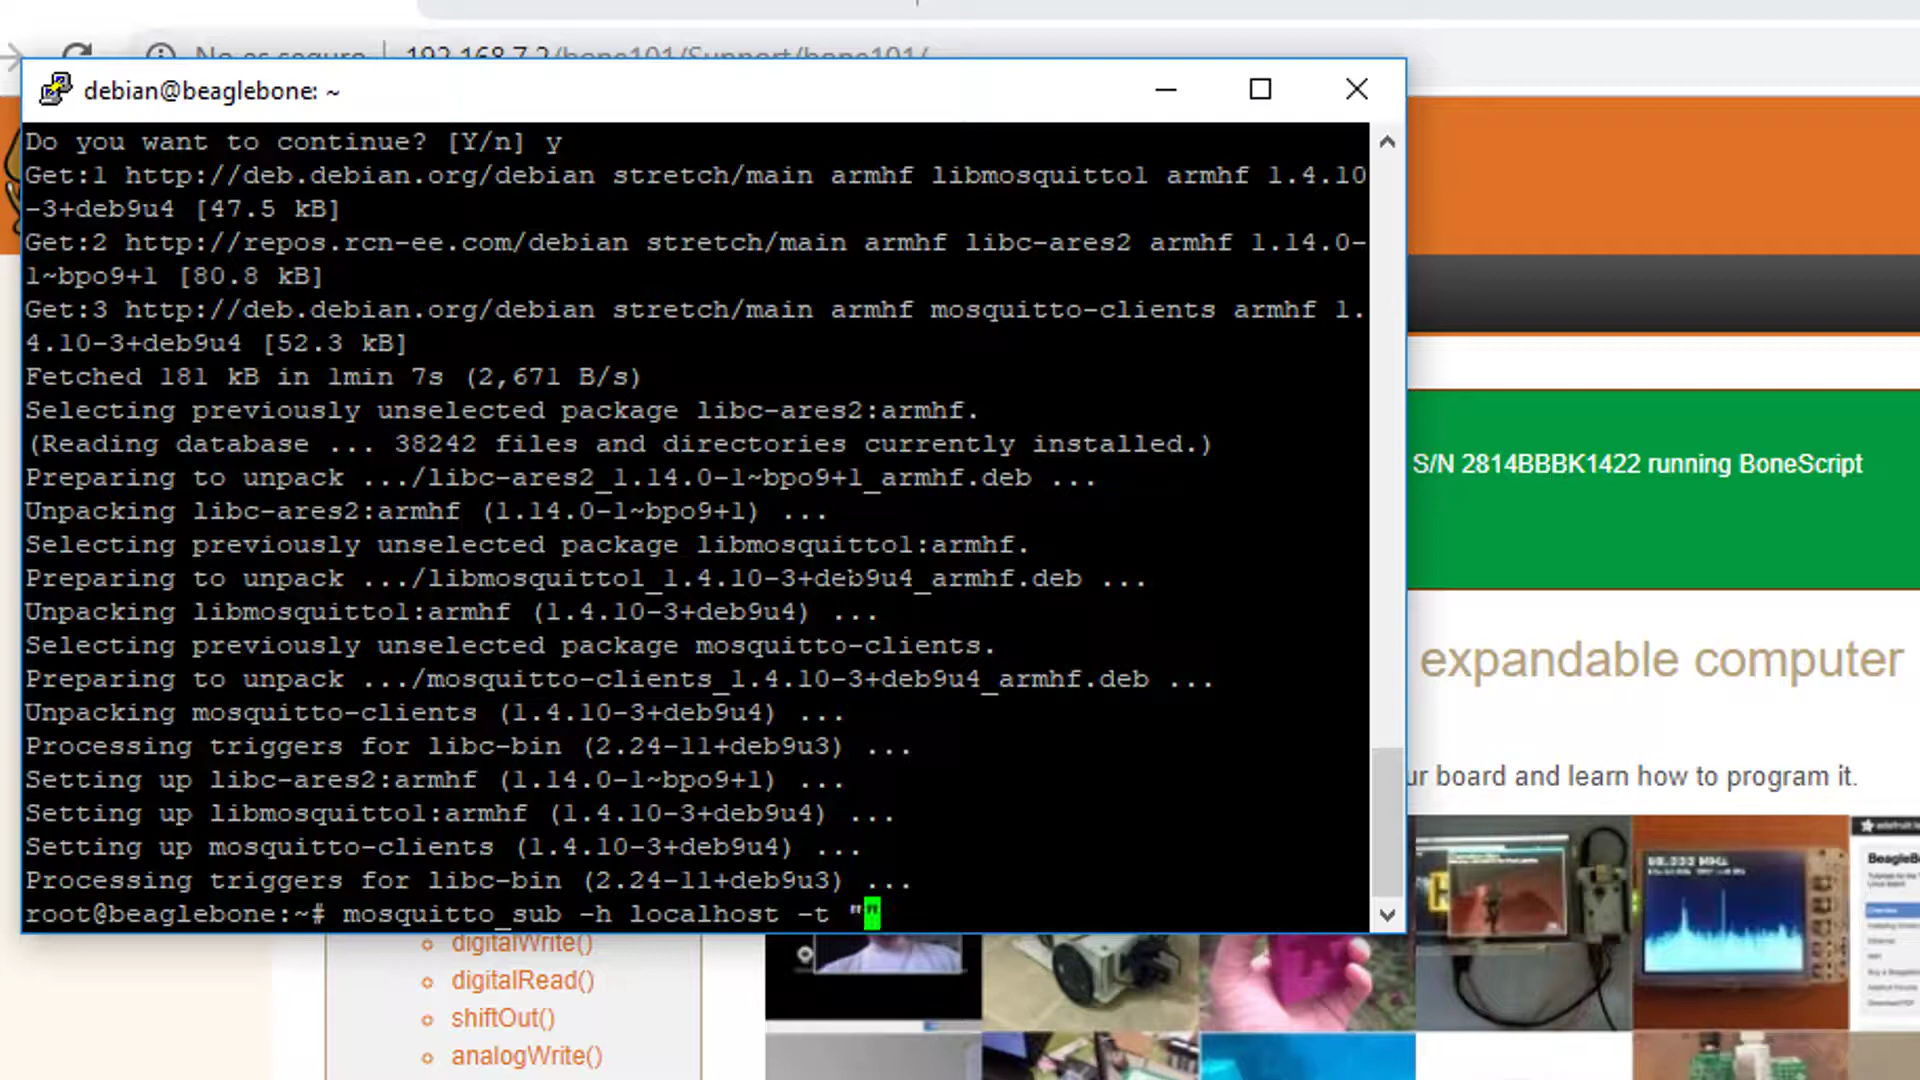 No es seguro | 192.168.7.2/bone101/Support/bone101/
debian@beaglebone: ~
Do you want to continue? [Y/n] y
Get:1 http://deb.debian.org/debian stretch/main armhf libmosquitto1 armhf 1.4.10
-3+deb9u4 [47.5 kB]
Get:2 http://repos.rcn-ee.com/debian stretch/main armhf libc-ares2 armhf 1.14.0-
1~bpo9+1 [80.8 kB]
Get:3 http://deb.debian.org/debian stretch/main armhf mosquitto-clients armhf 1.
4.10-3+deb9u4 [52.3 kB]
Fetched 181 kB in 1min 7s (2,671 B/s)
Selecting previously unselected package libc-ares2:armhf.
(Reading database ... 38242 files and directories currently installed.)
Preparing to unpack .../libc-ares2_1.14.0-1~bpo9+1_armhf.deb ...
Unpacking libc-ares2:armhf (1.14.0-1~bpo9+1) ...
Selecting previously unselected package libmosquitto1:armhf.
Preparing to unpack .../libmosquitto1_1.4.10-3+deb9u4_armhf.deb ...
Unpacking libmosquitto1:armhf (1.4.10-3+deb9u4) ...
Selecting previously unselected package mosquitto-clients.
Preparing to unpack .../mosquitto-clients_1.4.10-3+deb9u4_armhf.deb ...
Unpacking mosquitto-clients (1.4.10-3+deb9u4) ...
Processing triggers for libc-bin (2.24-11+deb9u3) ...
Setting up libc-ares2:armhf (1.14.0-1~bpo9+1) ...
Setting up libmosquitto1:armhf (1.4.10-3+deb9u4) ...
Setting up mosquitto-clients (1.4.10-3+deb9u4) ...
Processing triggers for libc-bin (2.24-11+deb9u3) ...
root@beaglebone:~# mosquitto_sub -h localhost -t ""
S/N 2814BBBK1422 running BoneScript
expandable computer
ur board and learn how to program it.
digitalWrite()
digitalRead()
shiftOut()
analogWrite()